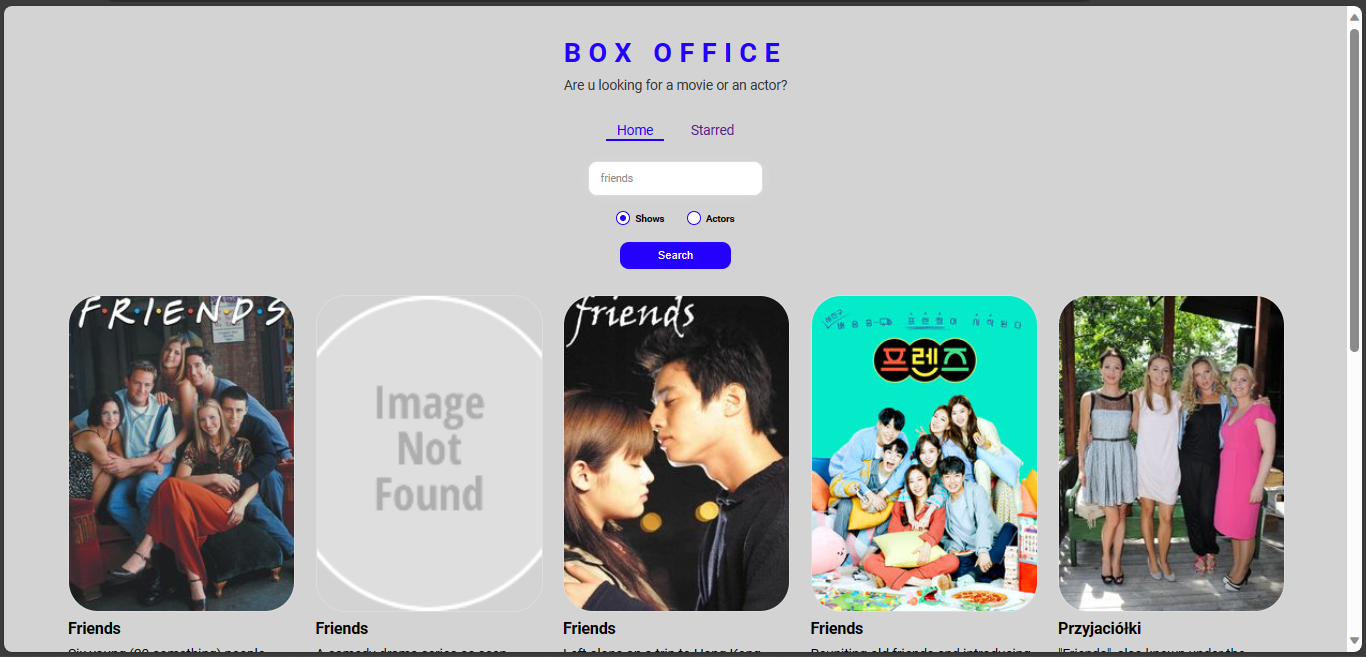 BOX OFFICE
Are u looking for a movie or an actor?
Home Starred
friends
Shows Actors
Search
F·R·I·E·N·D·S
Image
Not
Found
friends
프렌즈
Friends
Friends
Friends
Friends
Przyjaciółki